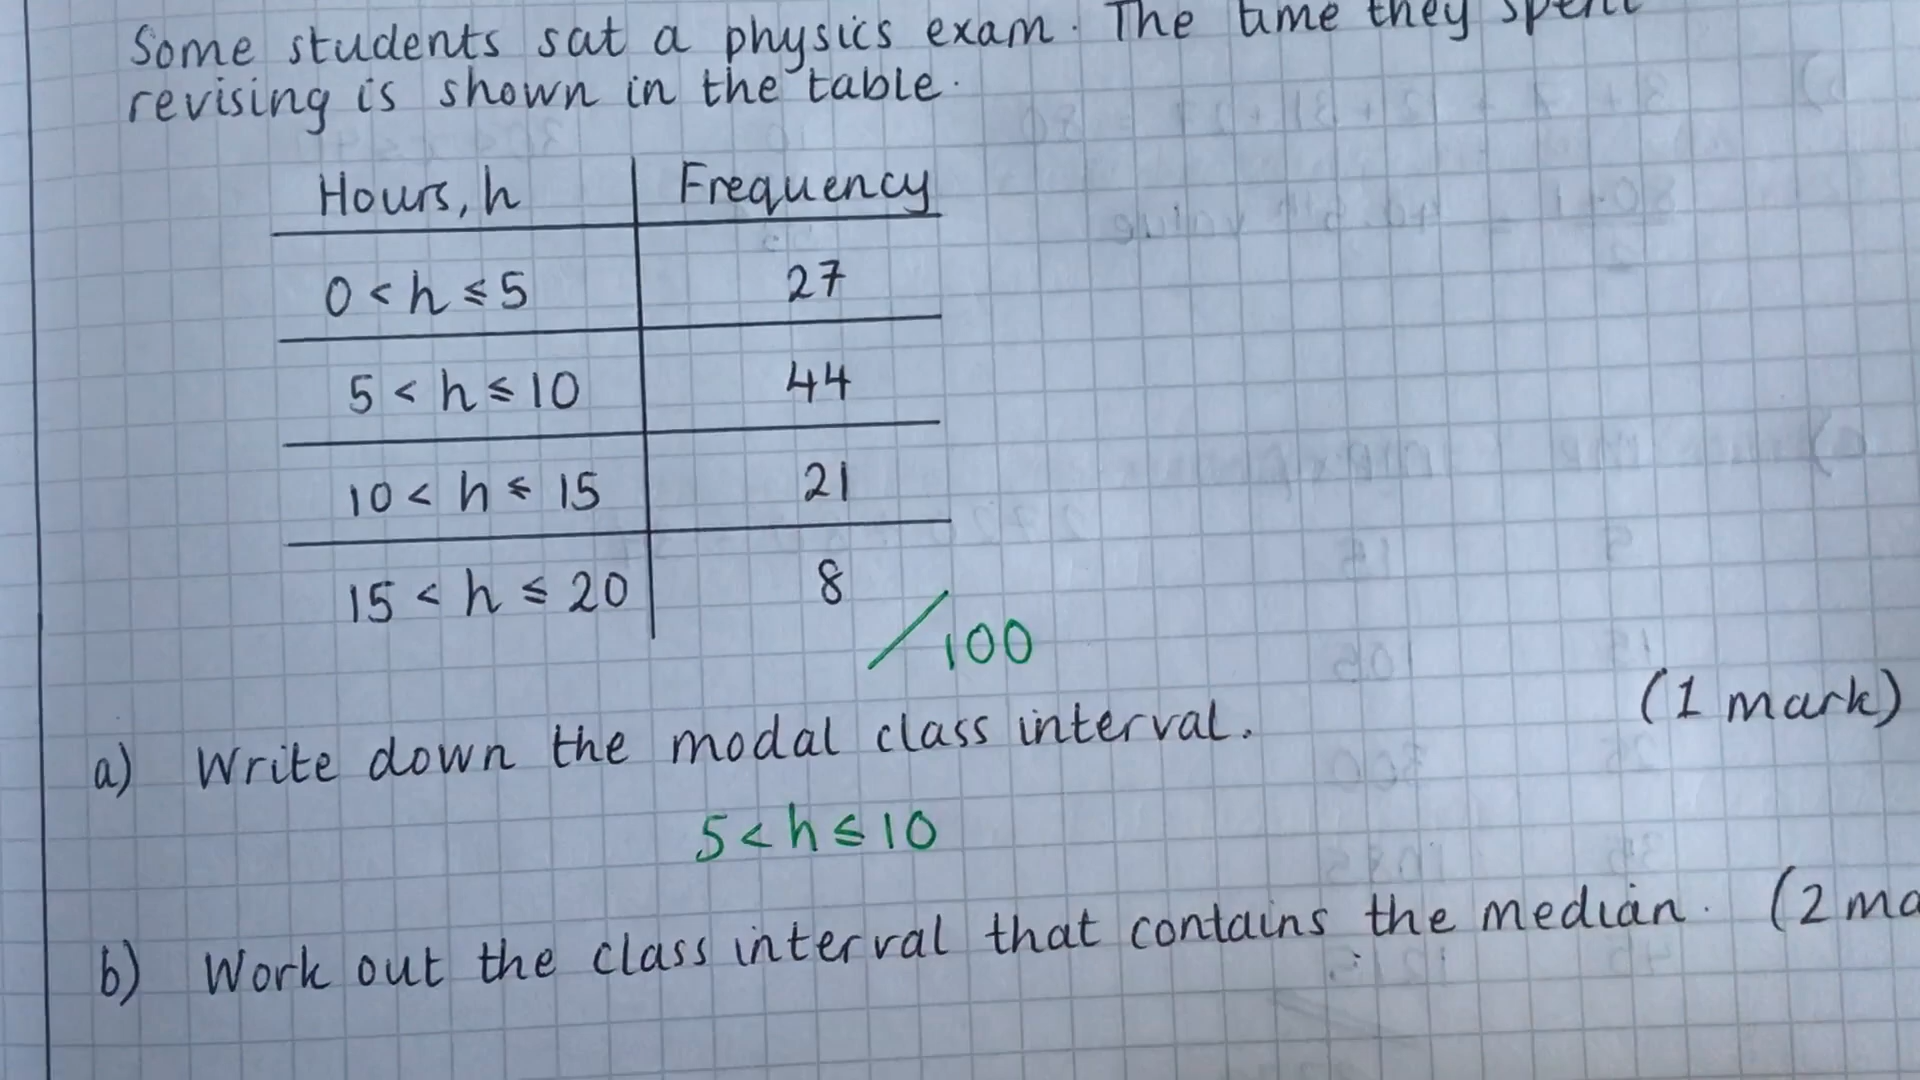 Some students sat a physics exam. The time they spent
revising is shown in the table.
Hours, h Frequency
0 < h ≤ 5 27
5 < h ≤ 10 44
10 < h ≤ 15 21
15 < h ≤ 20 8
/100
a) Write down the modal class interval. (1 mark)
5 < h ≤ 10
b) Work out the class interval that contains the median. (2 ma